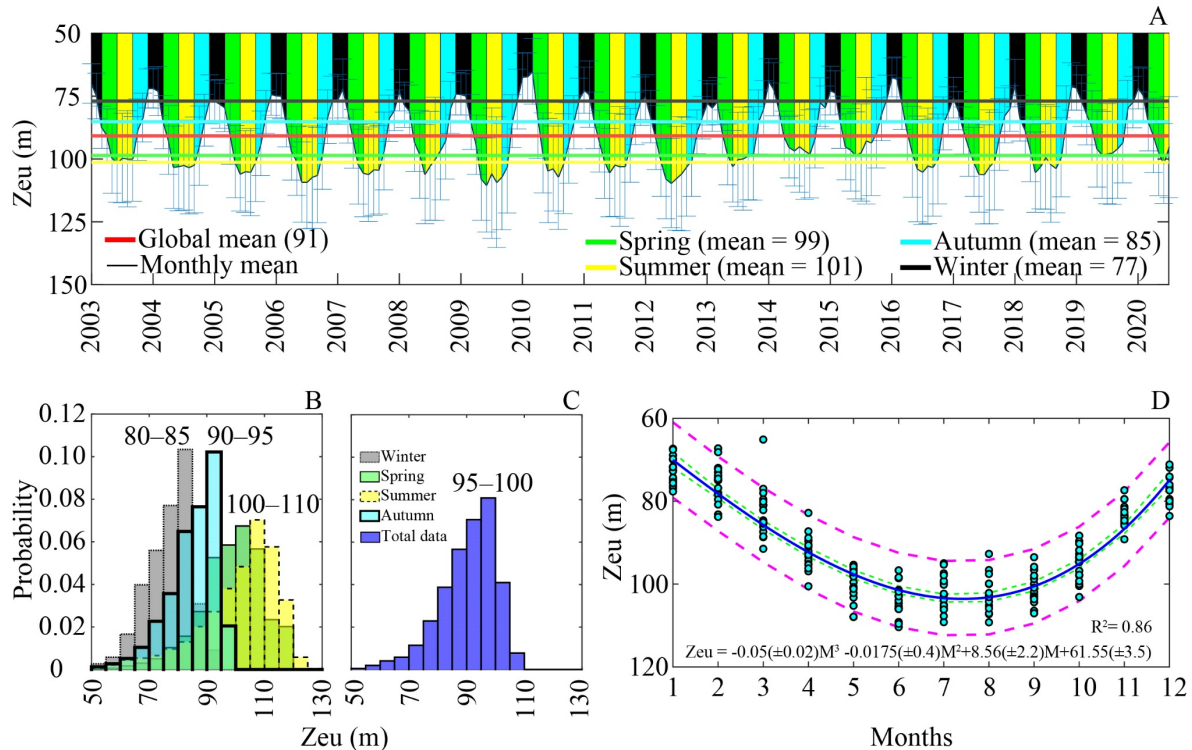 A
50
75
100
125
150
Zeu (m)
Global mean (91)
Monthly mean
Spring (mean = 99)
Summer (mean = 101)
Autumn (mean = 85)
Winter (mean = 77)
2003 2004 2005 2006 2007 2008 2009 2010 2011 2012 2013 2014 2015 2016 2017 2018 2019 2020
B
0.12
0.10
0.08
0.06
0.04
0.02
0
Probability
80–85
90–95
100–110
50 70 90 110 130
C
Winter
Spring
Summer
Autumn
Total data
95–100
50 70 90 110 130
Zeu (m)
D
60
80
100
120
Zeu (m)
R²= 0.86
Zeu = -0.05(±0.02)M³ -0.0175(±0.4)M²+8.56(±2.2)M+61.55(±3.5)
1 2 3 4 5 6 7 8 9 10 11 12
Months